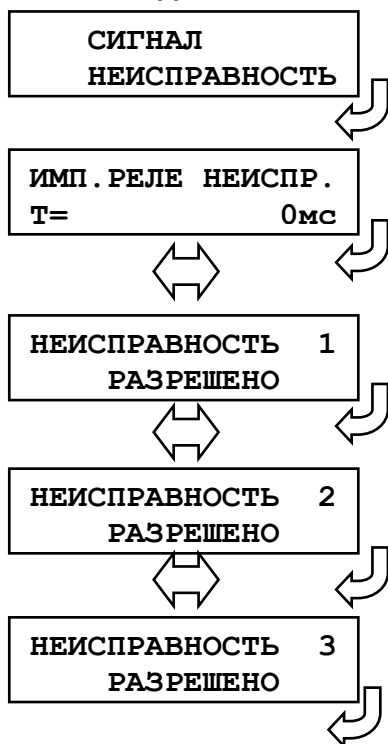 СИГНАЛ
НЕИСПРАВНОСТЬ
ИМП.РЕЛЕ НЕИСПР.
Т= 0мс
НЕИСПРАВНОСТЬ 1
РАЗРЕШЕНО
НЕИСПРАВНОСТЬ 2
РАЗРЕШЕНО
НЕИСПРАВНОСТЬ 3
РАЗРЕШЕНО